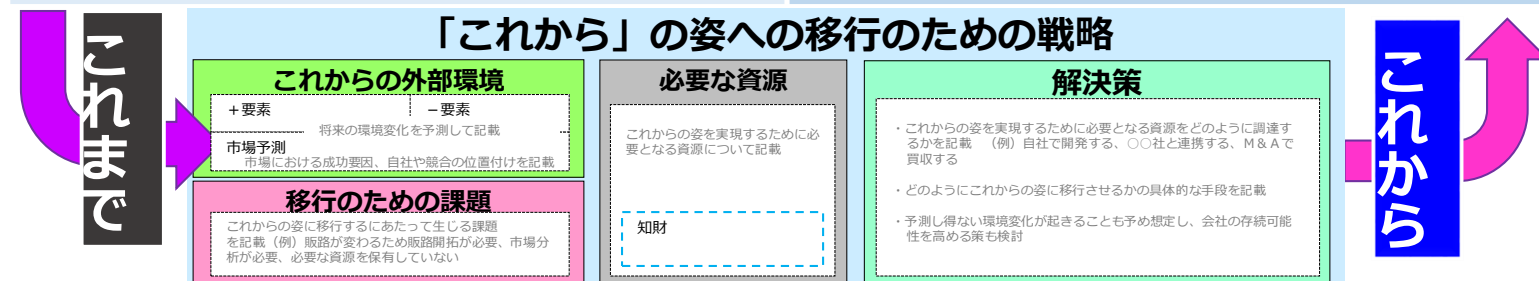 これまで
「これから」の姿への移行のための戦略
これからの外部環境
+要素
－要素
将来の環境変化を予測して記載
市場予測
市場における成功要因、自社や競合の位置付けを記載
移行のための課題
これからの姿に移行するにあたって生じる課題
を記載（例）販路が変わるため販路開拓が必要、市場分
析が必要、必要な資源を保有していない
必要な資源
これからの姿を実現するために必
要となる資源について記載
知財
解決策
・これからの姿を実現するために必要となる資源をどのように調達す
るかを記載　（例）自社で開発する、○○社と連携する、M＆Aで
買収する
・どのようにこれからの姿に移行させるかの具体的な手段を記載
・予測し得ない環境変化が起きることも予め想定し、会社の存続可能
性を高める策も検討
これから